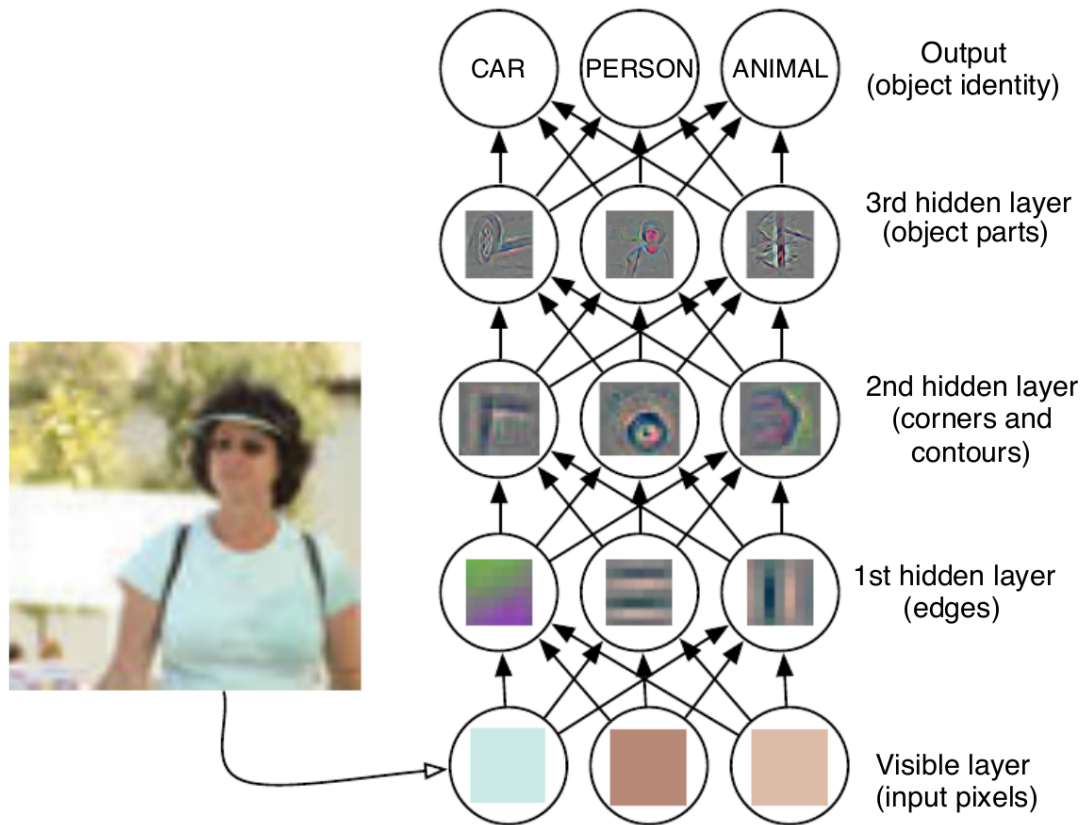 CAR PERSON ANIMAL
Output
(object identity)
3rd hidden layer
(object parts)
2nd hidden layer
(corners and
contours)
1st hidden layer
(edges)
Visible layer
(input pixels)